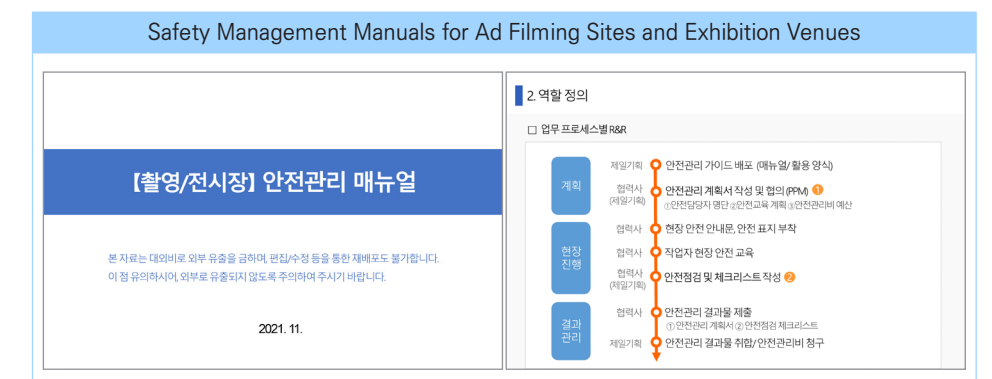 Safety Management Manuals for Ad Filming Sites and Exhibition Venues
【촬영/전시장】 안전관리 매뉴얼
본 자료는 대외비로 외부 유출을 금하며, 편집/수정 등을 통한 재배포도 불가합니다.
이 점 유의하시어, 외부로 유출되지 않도록 주의하여 주시기 바랍니다.
2021. 11.
2. 역할 정의
□ 업무 프로세스별 R&R
계획
제일기획 안전관리 가이드 배포 (매뉴얼/활용 양식)
협력사 (제일기획) 안전관리 계획서 작성 및 협의 (PPM) 1
①안전담당자 명단 ②안전교육 계획 ③안전관리비 예산
현장
진행
협력사 현장 안전 안내문, 안전 표지 부착
협력사 작업자 현장 안전 교육
협력사 (제일기획) 안전점검 및 체크리스트 작성 2
결과
관리
협력사 안전관리 결과물 제출
① 안전관리 계획서 ② 안전점검 체크리스트
제일기획 안전관리 결과물 취합/안전관리비 청구